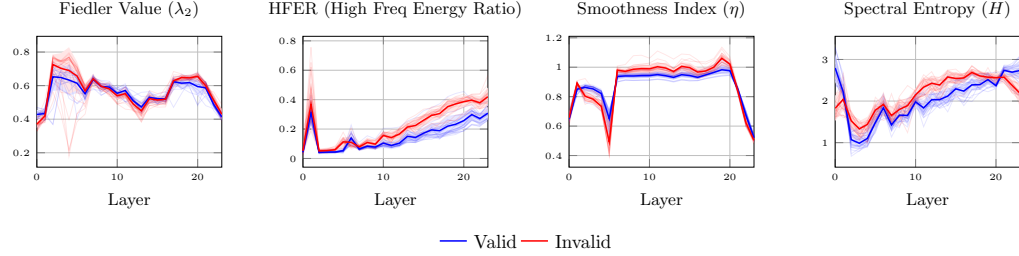 Fiedler Value (λ₂)
0.2
0.4
0.6
0.8
0
10
20
Layer
HFER (High Freq Energy Ratio)
0
0.2
0.4
0.6
0.8
0
10
20
Layer
Smoothness Index (η)
0.4
0.6
0.8
1
1.2
0
10
20
Layer
Spectral Entropy (H)
1
2
3
0
10
20
Layer
Valid
Invalid